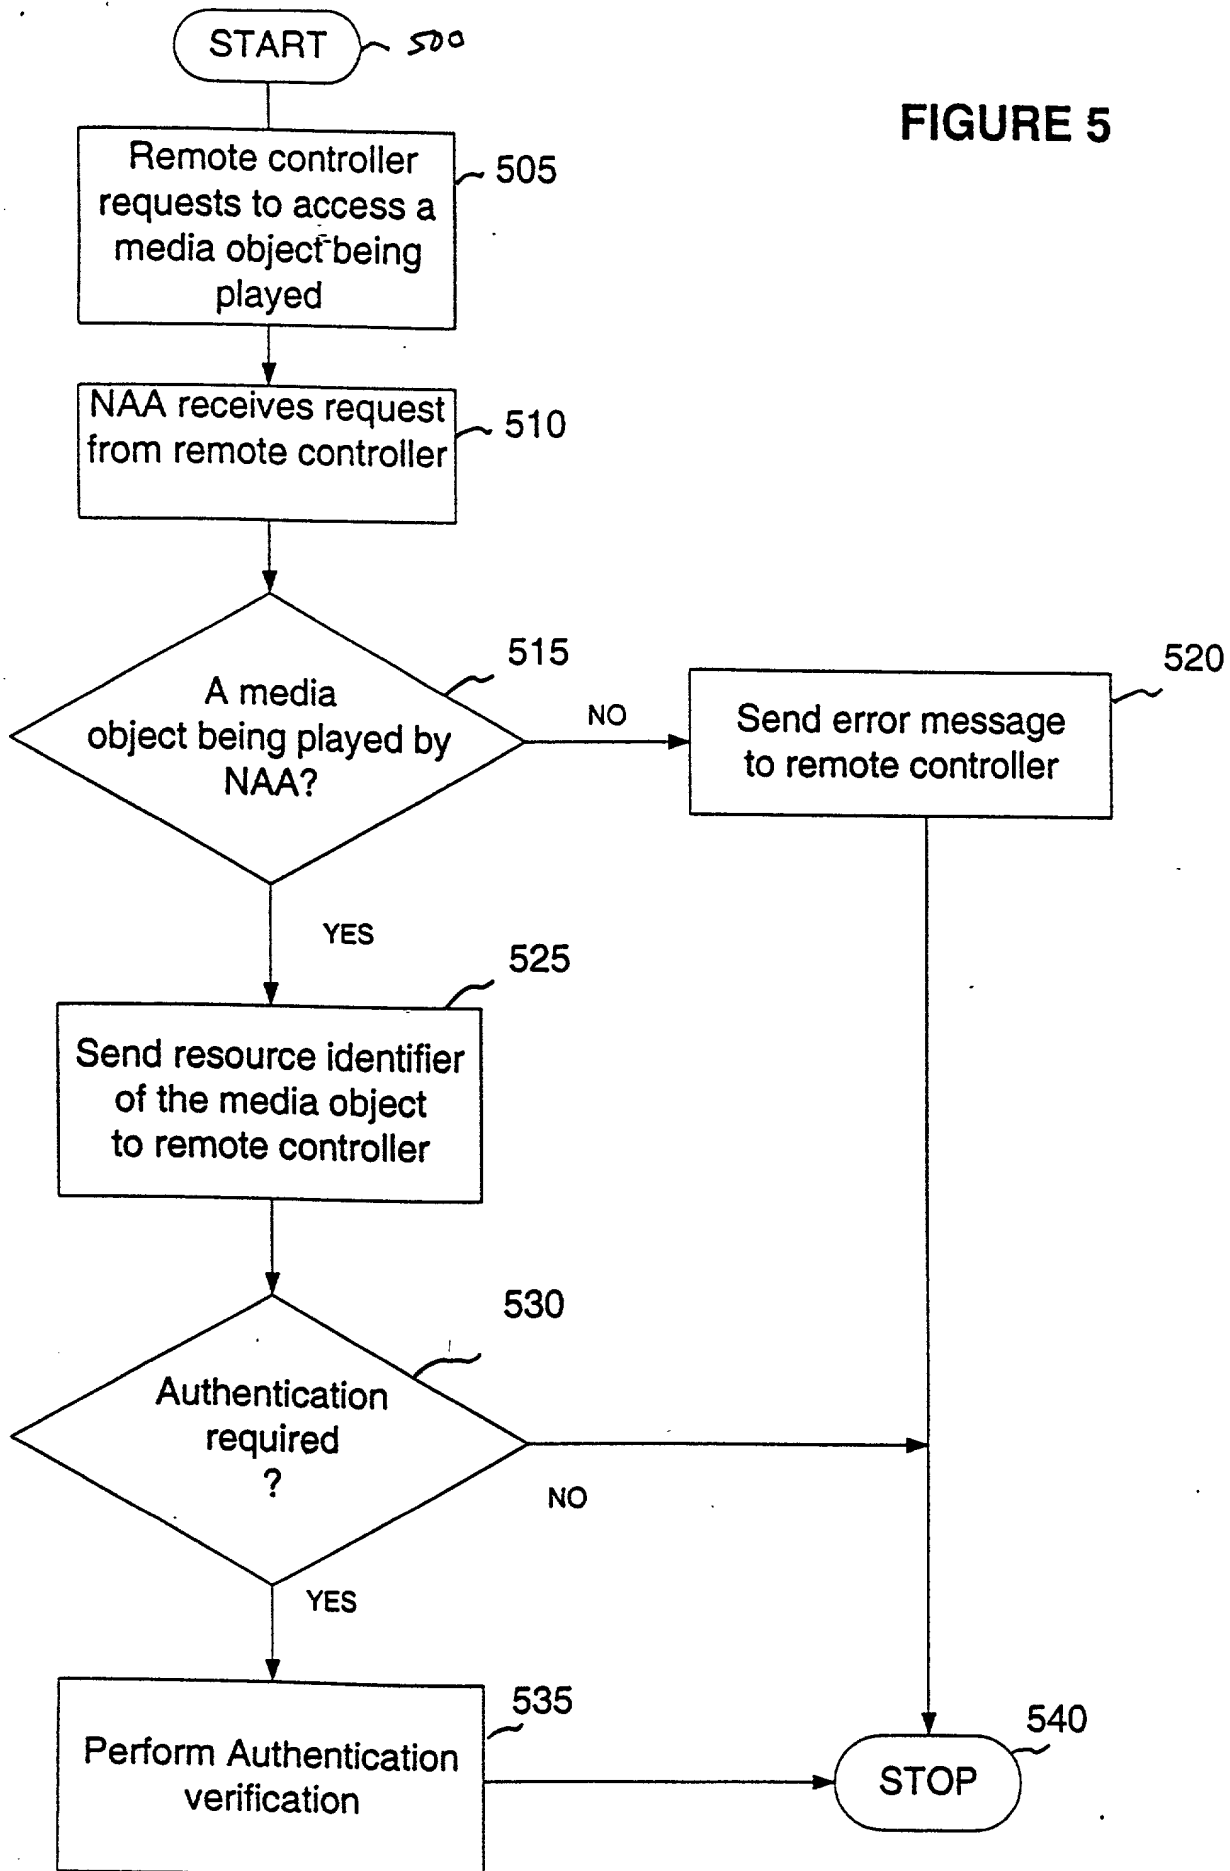 START
500
FIGURE 5
Remote controller
requests to access a
media object being
played
505
NAA receives request
from remote controller
510
A media
object being played by
NAA?
515
NO
Send error message
to remote controller
520
YES
525
Send resource identifier
of the media object
to remote controller
530
Authentication
required
?
NO
YES
535
Perform Authentication
verification
STOP
540